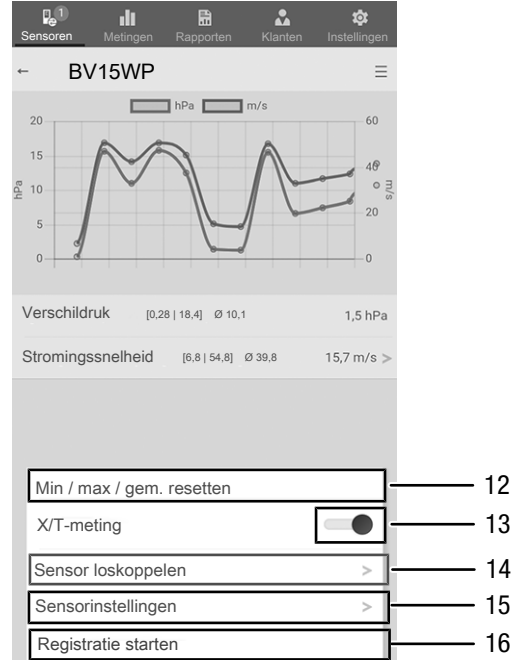 1
Sensoren Metingen Rapporten Klanten Instellingen
← BV15WP ☰
hPa m/s
20 60
15 40
10 20
5
0 0
hPa
m/s
Verschildruk [0,28 | 18,4] Ø 10,1 1,5 hPa
Stromingssnelheid [6,8 | 54,8] Ø 39,8 15,7 m/s >
Min / max / gem. resetten 12
X/T-meting 13
Sensor loskoppelen > 14
Sensorinstellingen > 15
Registratie starten 16